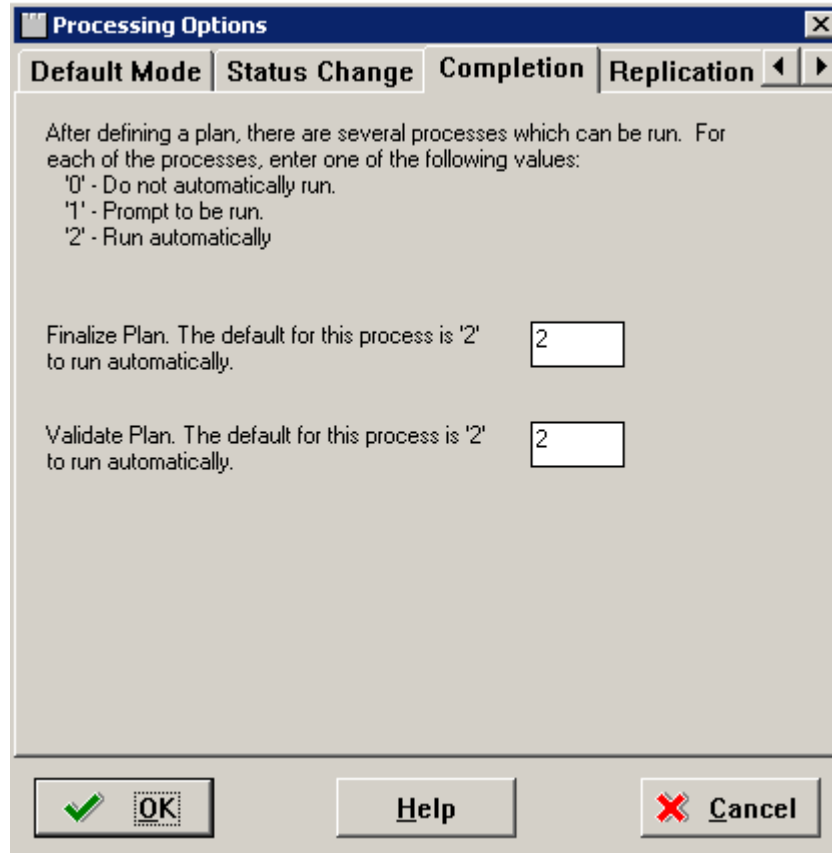 Processing Options
Default Mode Status Change Completion Replication
After defining a plan, there are several processes which can be run. For
each of the processes, enter one of the following values:
'0' - Do not automatically run.
'1' - Prompt to be run.
'2' - Run automatically
Finalize Plan. The default for this process is '2' 2
to run automatically.
Validate Plan. The default for this process is '2' 2
to run automatically.
OK Help Cancel